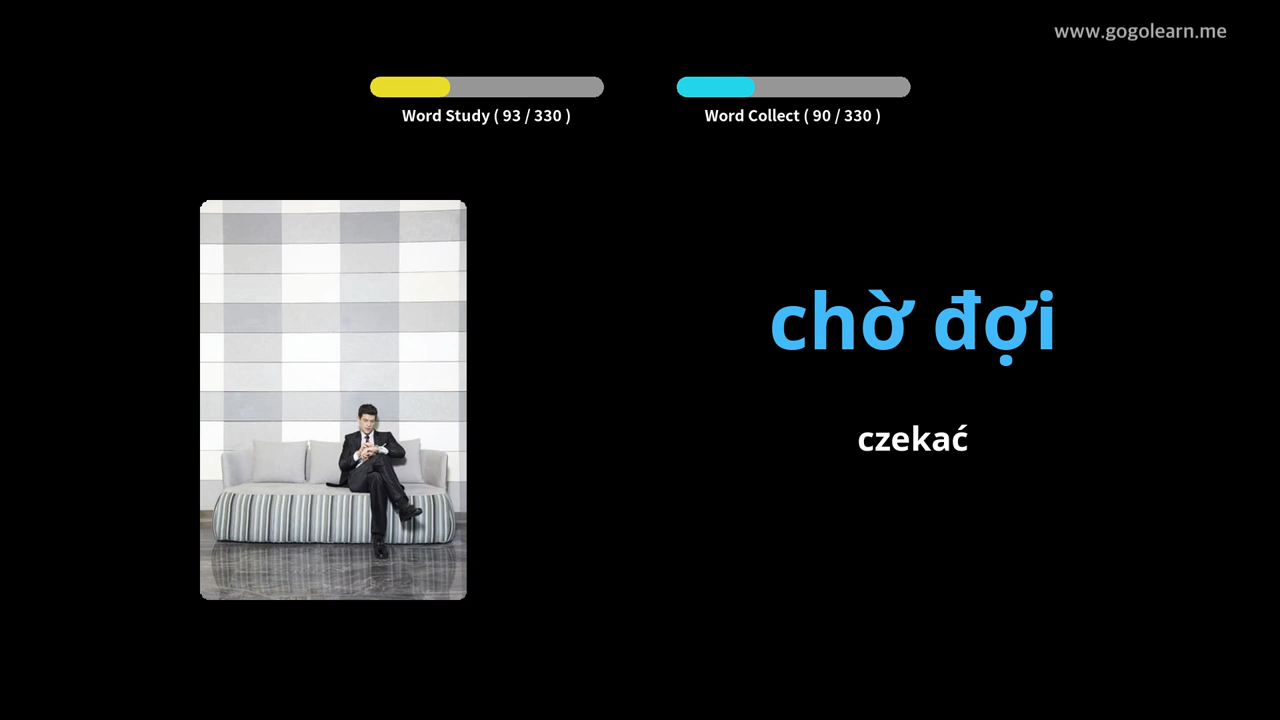 www.gogolearn.me
Word Study ( 93 / 330 )
Word Collect ( 90 / 330 )
chờ đợi
czekać